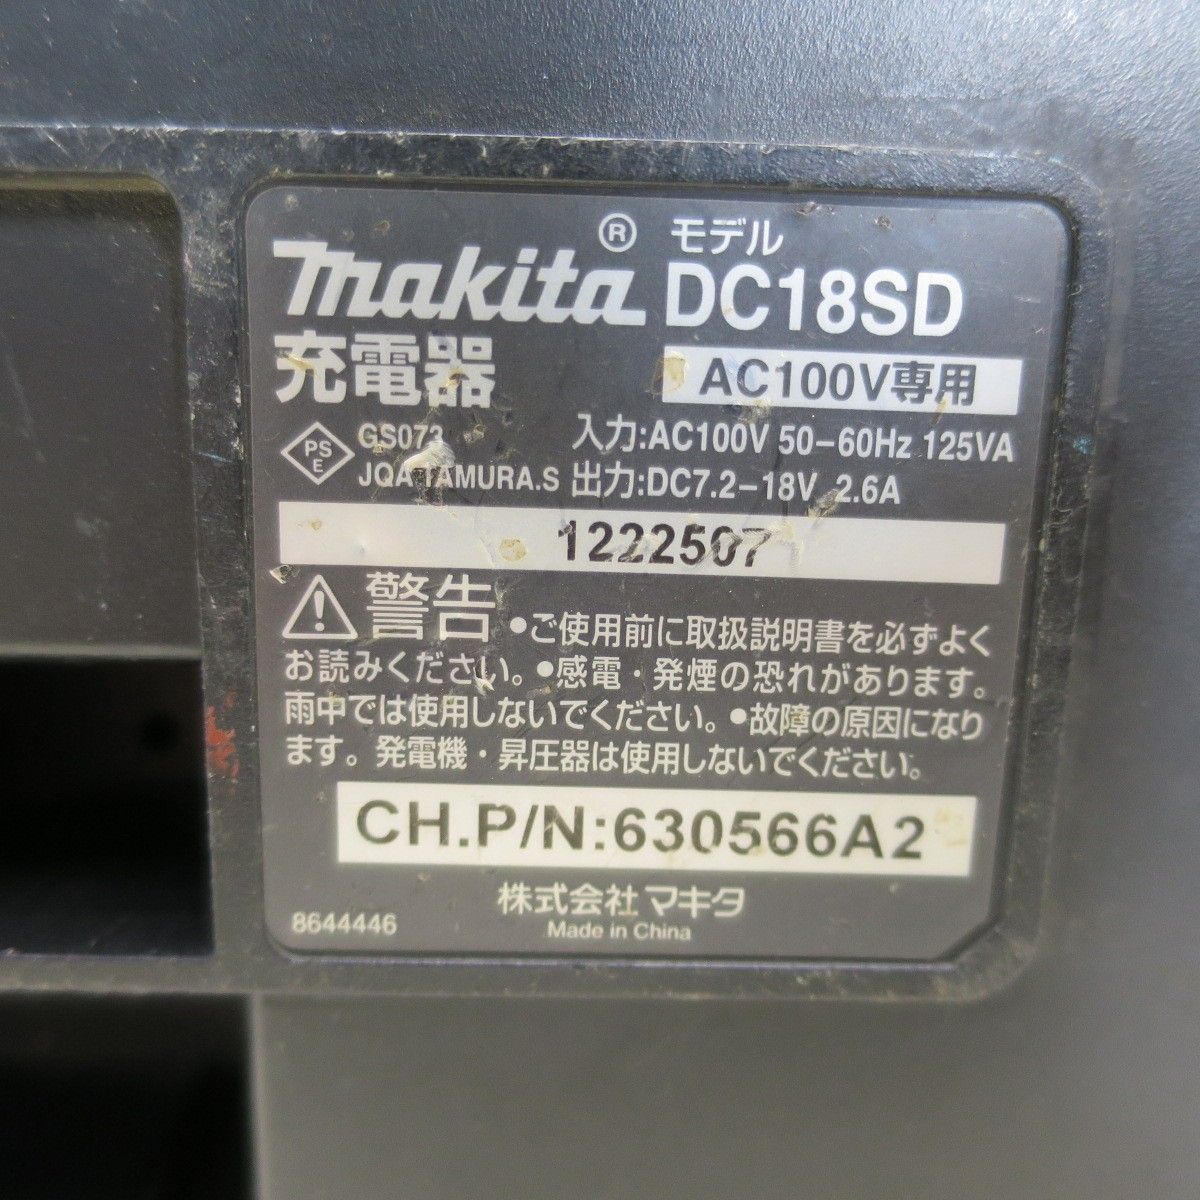 makita® モデル DC18SD
充電器 AC100V専用
PS E GS073 入力:AC100V 50-60Hz 125VA
JQA TAMURA.S 出力:DC7.2-18V 2.6A
1222507
警告 •ご使用前に取扱説明書を必ずよく
お読みください。•感電・発煙の恐れがあります。
雨中では使用しないでください。•故障の原因になり
ます。発電機・昇圧器は使用しないでください。
CH.P/N:630566A2
株式会社マキタ
8644446 Made in China